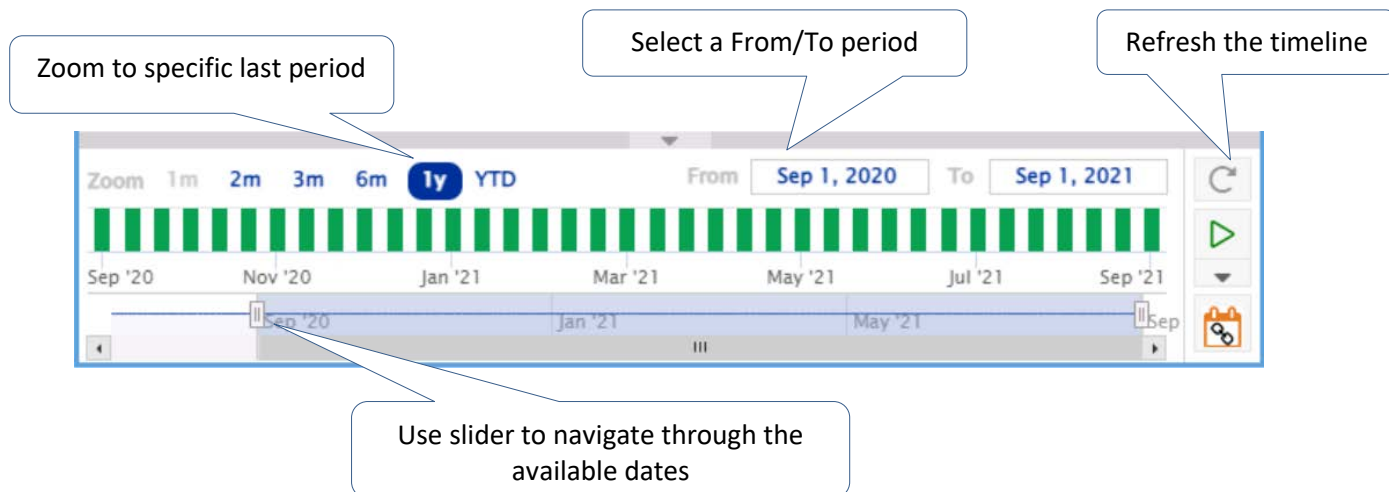 Select a From/To period
Refresh the timeline
Zoom to specific last period
Zoom 1m 2m 3m 6m 1y YTD From Sep 1, 2020 To Sep 1, 2021
Sep '20 Nov '20 Jan '21 Mar '21 May '21 Jul '21 Sep '21
Sep '20 Jan '21 May '21 Sep
Use slider to navigate through the
available dates